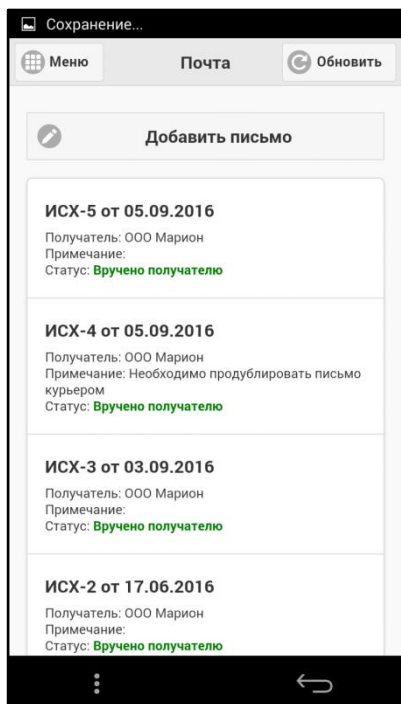 Сохранение...
Меню
Почта
Обновить
Добавить письмо
ИСХ-5 от 05.09.2016
Получатель: ООО Марион
Примечание:
Статус: Вручено получателю
ИСХ-4 от 05.09.2016
Получатель: ООО Марион
Примечание: Необходимо продублировать письмо
курьером
Статус: Вручено получателю
ИСХ-3 от 03.09.2016
Получатель: ООО Марион
Примечание:
Статус: Вручено получателю
ИСХ-2 от 17.06.2016
Получатель: ООО Марион
Примечание:
Статус: Вручено получателю